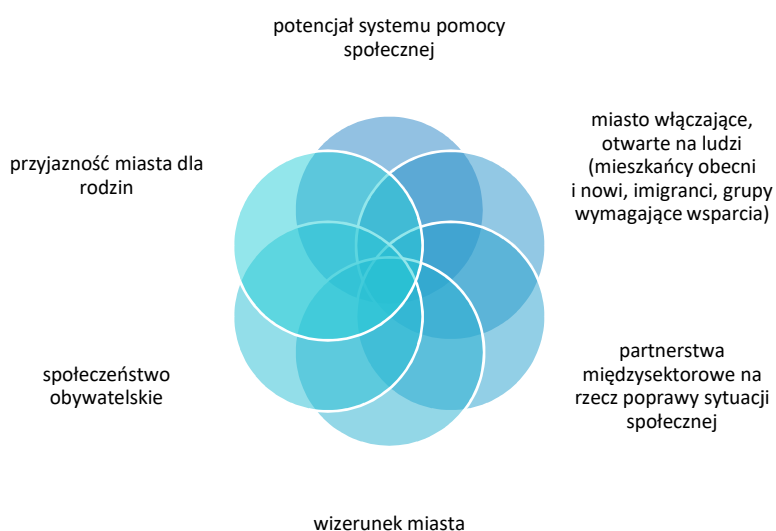 potencjał systemu pomocy
społecznej
miasto włączające,
otwarte na ludzi
(mieszkańcy obecni
i nowi, imigranci, grupy
wymagające wsparcia)
partnerstwa
międzysektorowe na
rzecz poprawy sytuacji
społecznej
wizerunek miasta
społeczeństwo
obywatelskie
przyjazność miasta dla
rodzin